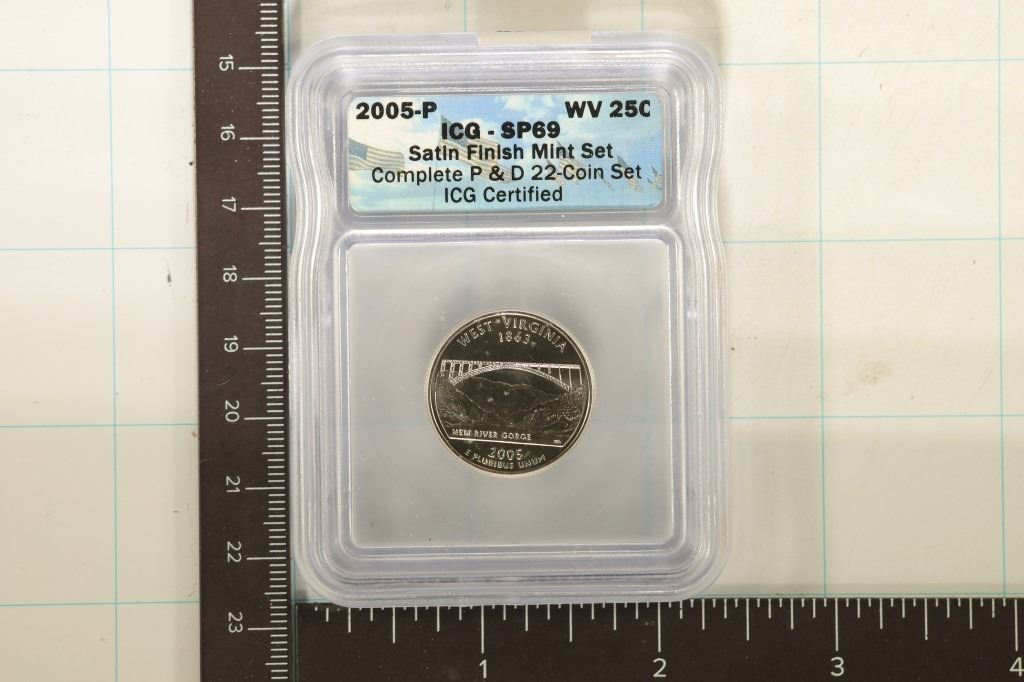 2005-P WV 25C
ICG - SP69
Satin Finish Mint Set
Complete P & D 22-Coin Set
ICG Certified
WEST VIRGINIA
1863
NEW RIVER GORGE
2005
E PLURIBUS UNUM
15
16
17
18
19
20
21
22
23
1 2 3 4